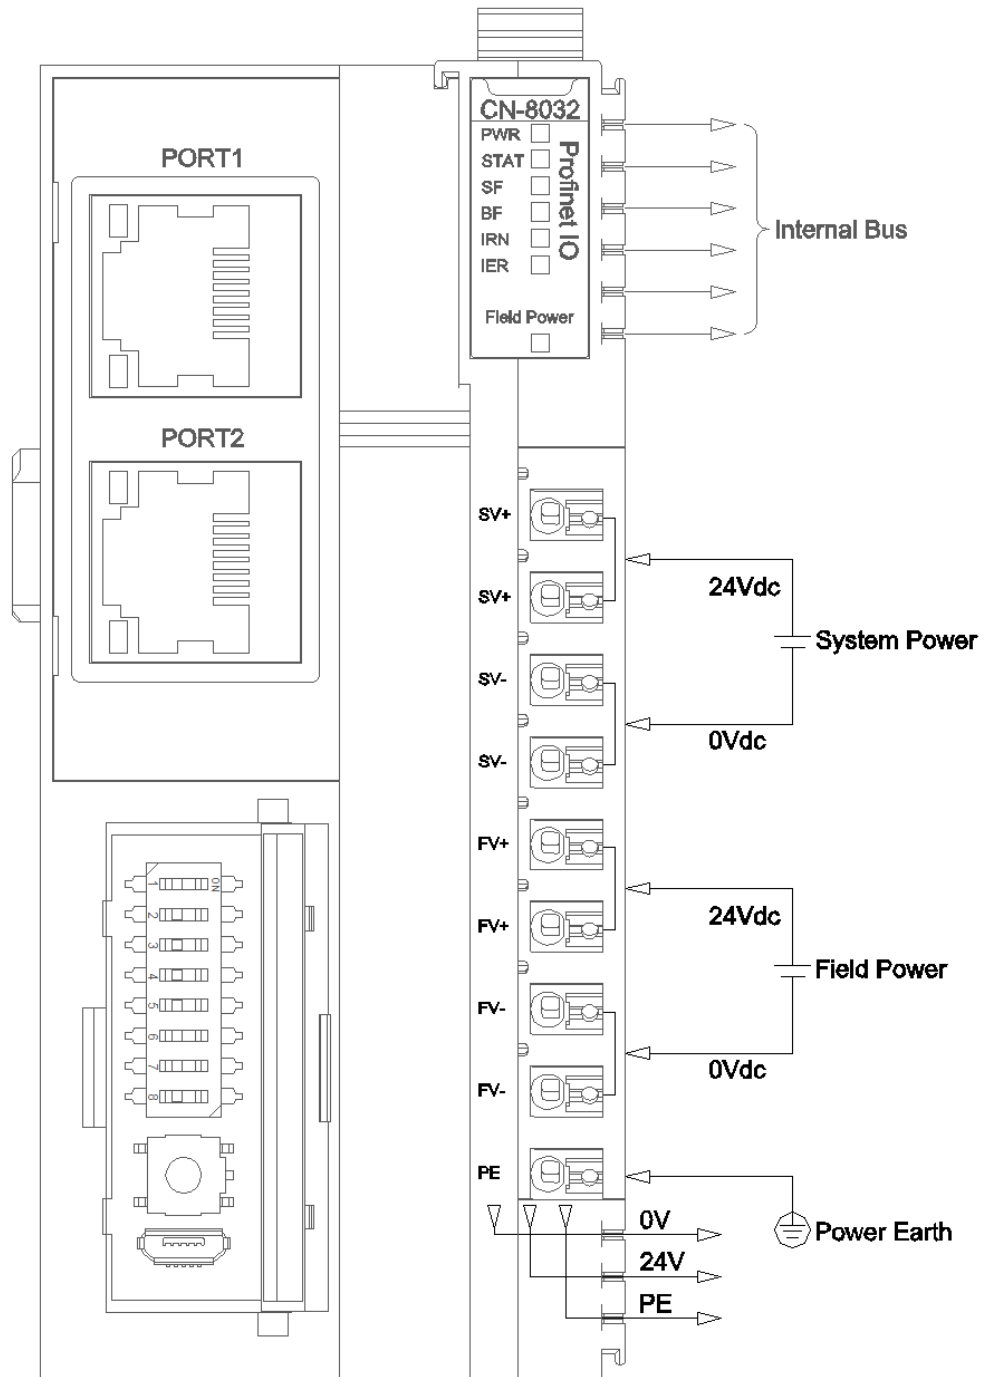 CN-8032
PWR
STAT
SF
BF
IRN
IER
Profinet IO
Field Power
PORT1
PORT2
Internal Bus
SV+
SV+
SV-
SV-
FV+
FV+
FV-
FV-
PE
24Vdc
System Power
0Vdc
24Vdc
Field Power
0Vdc
Power Earth
ON
1
2
3
4
5
6
7
8
0V
24V
PE